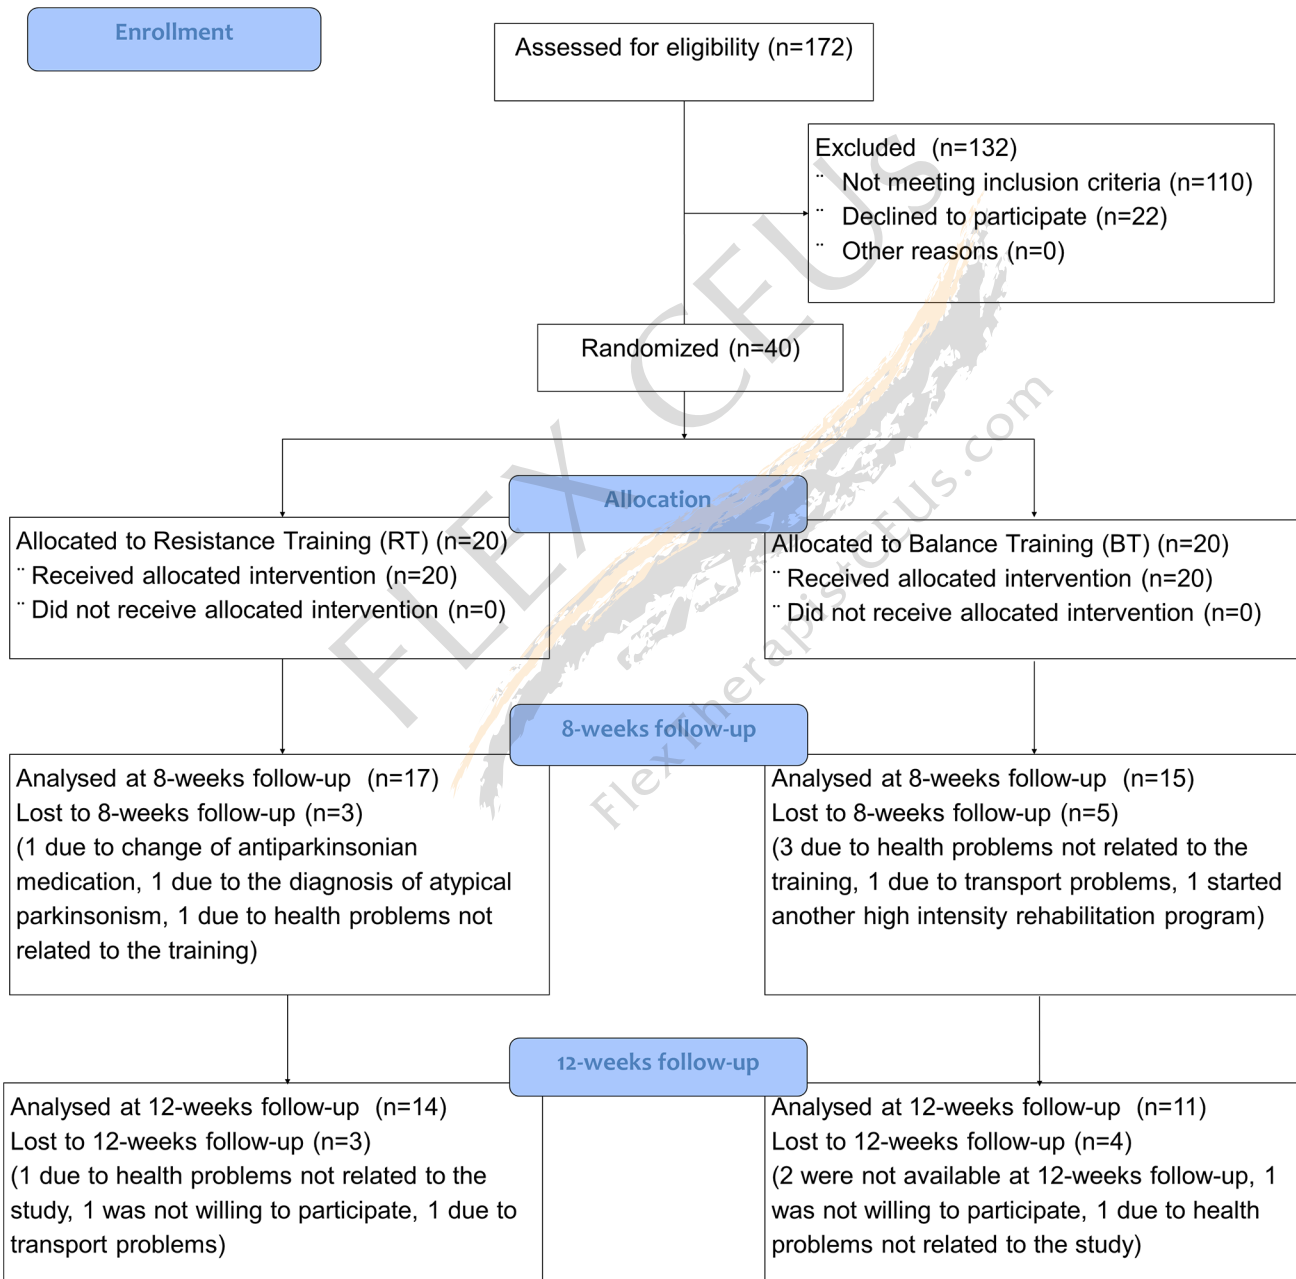 Enrollment
Assessed for eligibility (n=172)
Excluded (n=132)
¨ Not meeting inclusion criteria (n=110)
¨ Declined to participate (n=22)
¨ Other reasons (n=0)
Randomized (n=40)
Allocation
Allocated to Resistance Training (RT) (n=20)
¨ Received allocated intervention (n=20)
¨ Did not receive allocated intervention (n=0)
Allocated to Balance Training (BT) (n=20)
¨ Received allocated intervention (n=20)
¨ Did not receive allocated intervention (n=0)
8-weeks follow-up
Analysed at 8-weeks follow-up (n=17)
Lost to 8-weeks follow-up (n=3)
(1 due to change of antiparkinsonian
medication, 1 due to the diagnosis of atypical
parkinsonism, 1 due to health problems not
related to the training)
Analysed at 8-weeks follow-up (n=15)
Lost to 8-weeks follow-up (n=5)
(3 due to health problems not related to the
training, 1 due to transport problems, 1 started
another high intensity rehabilitation program)
12-weeks follow-up
Analysed at 12-weeks follow-up (n=14)
Lost to 12-weeks follow-up (n=3)
(1 due to health problems not related to the
study, 1 was not willing to participate, 1 due to
transport problems)
Analysed at 12-weeks follow-up (n=11)
Lost to 12-weeks follow-up (n=4)
(2 were not available at 12-weeks follow-up, 1
was not willing to participate, 1 due to health
problems not related to the study)
FLEX CEUs
FlexTherapistCEUs.com